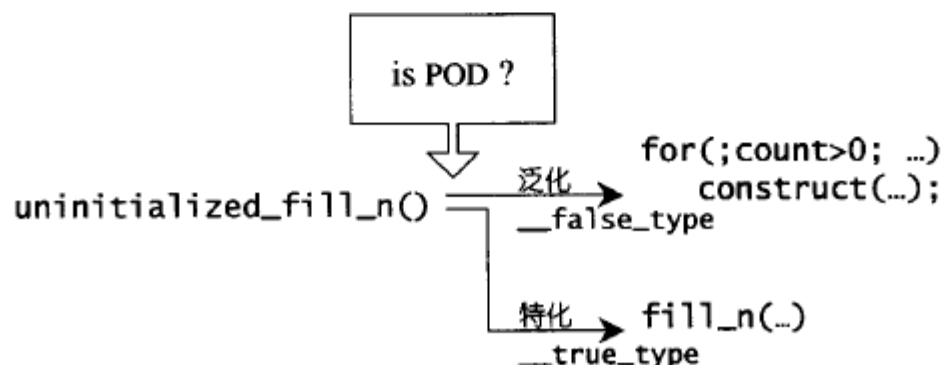 is POD ?
for(;count>0; …)
泛化
construct(…);
uninitialized_fill_n()
__false_type
特化
fill_n(…)
__true_type